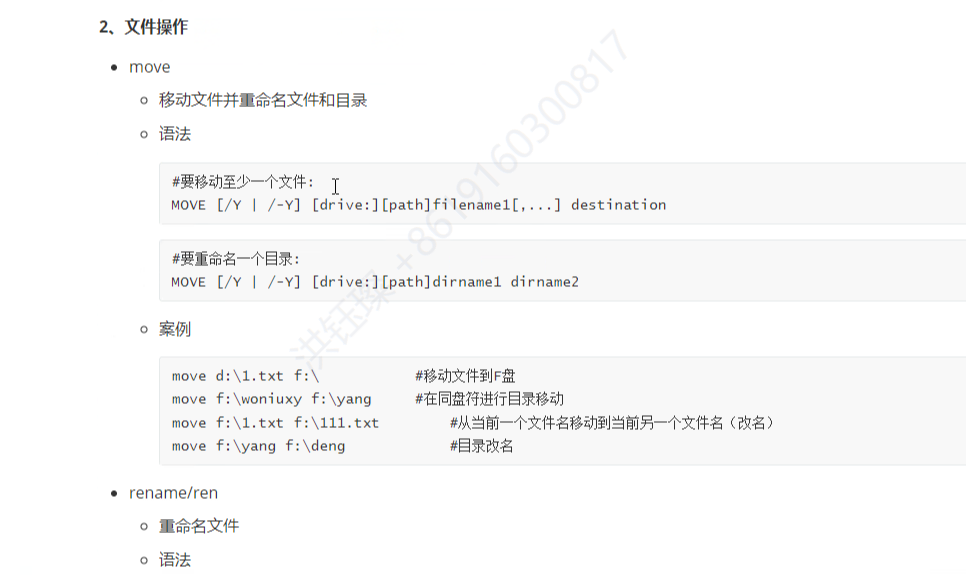 2、文件操作
move
移动文件并重命名文件和目录
语法
#要移动至少一个文件:
MOVE [/Y | /-Y] [drive:][path]filename1[,...] destination
#要重命名一个目录:
MOVE [/Y | /-Y] [drive:][path]dirname1 dirname2
案例
move d:\1.txt f:\ #移动文件到F盘
move f:\woniuxy f:\yang #在同盘符进行目录移动
move f:\1.txt f:\111.txt #从当前一个文件名移动到当前另一个文件名（改名）
move f:\yang f:\deng #目录改名
rename/ren
重命名文件
语法
洪钰璨 +8619160300817